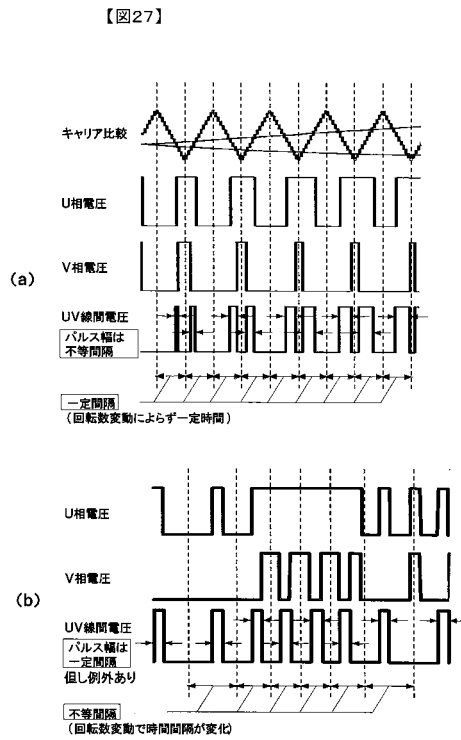 【図27】
キャリア比較
U相電圧
V相電圧
(a)
UV線間電圧
パルス幅は
不等間隔
一定間隔
(回転数変動によらず一定時間)
U相電圧
V相電圧
(b)
UV線間電圧
パルス幅は
一定間隔
但し例外あり
不等間隔
(回転数変動で時間間隔が変化)